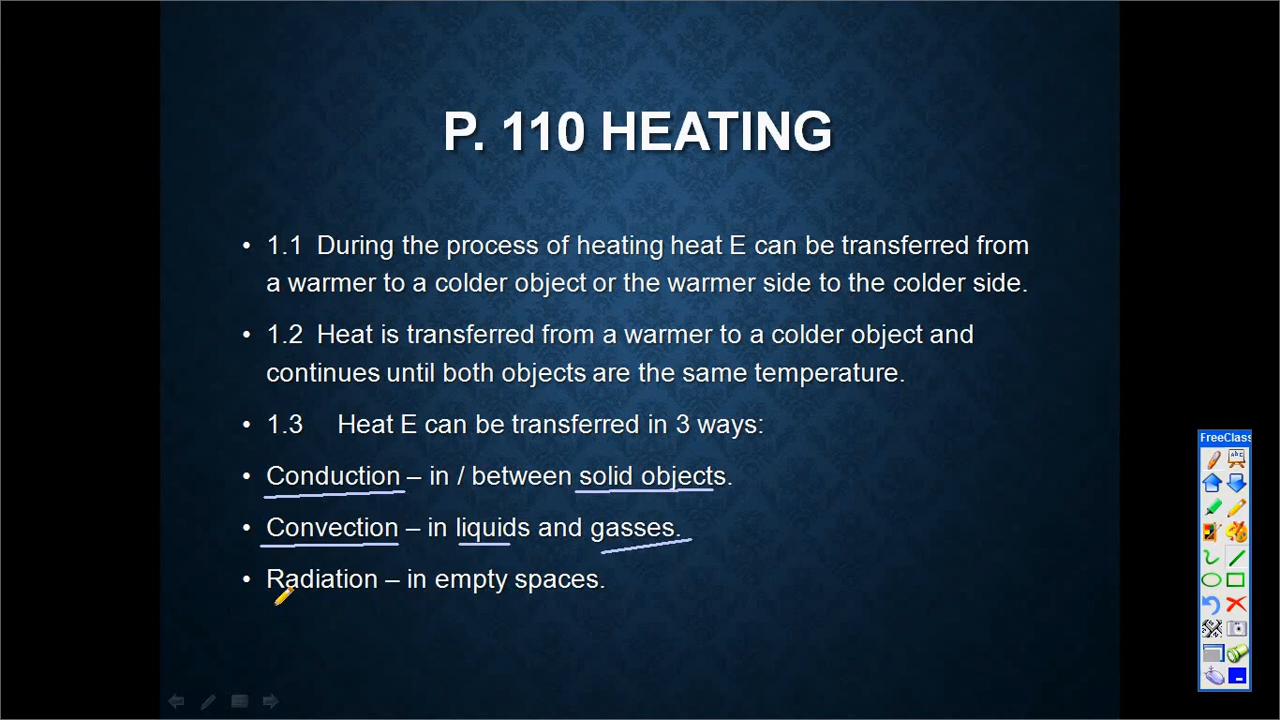 P. 110 HEATING
• 1.1 During the process of heating heat E can be transferred from
a warmer to a colder object or the warmer side to the colder side.
• 1.2 Heat is transferred from a warmer to a colder object and
continues until both objects are the same temperature.
• 1.3 Heat E can be transferred in 3 ways:
• Conduction – in / between solid objects.
• Convection – in liquids and gasses.
• Radiation – in empty spaces.
FreeClass